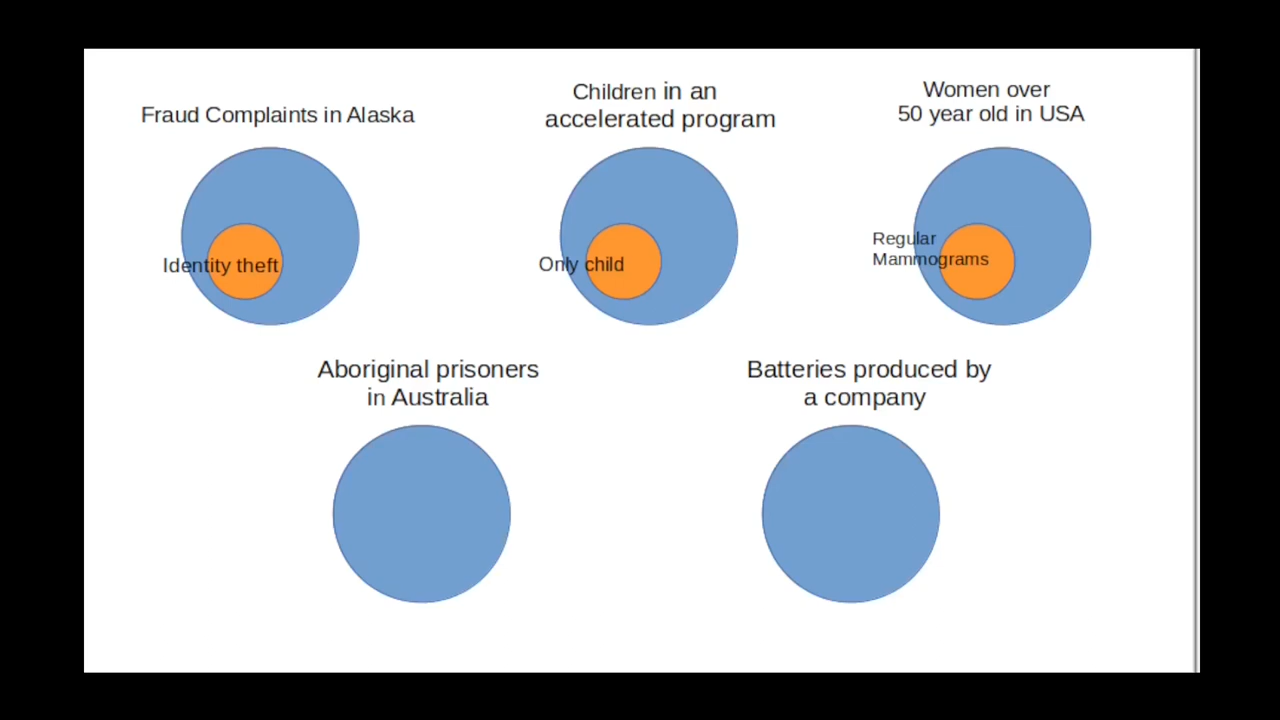 Fraud Complaints in Alaska
Children in an
accelerated program
Women over
50 year old in USA
Identity theft
Only child
Regular
Mammograms
Aboriginal prisoners
in Australia
Batteries produced by
a company